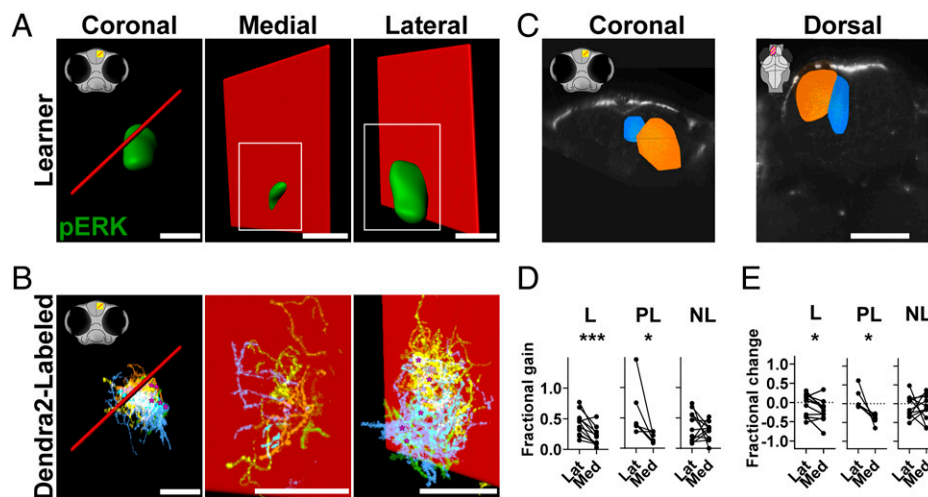 A
Coronal
Medial
Lateral
Learner
pERK
B
Dendra2-Labeled
C
Coronal
Dorsal
D
L
PL
NL
***
*
Fractional gain
1.0
0.5
0.0
Lat
Med
Lat
Med
Lat
Med
E
L
PL
NL
*
*
Fractional change
1.0
0.5
0.0
-0.5
-1.0
Lat
Med
Lat
Med
Lat
Med